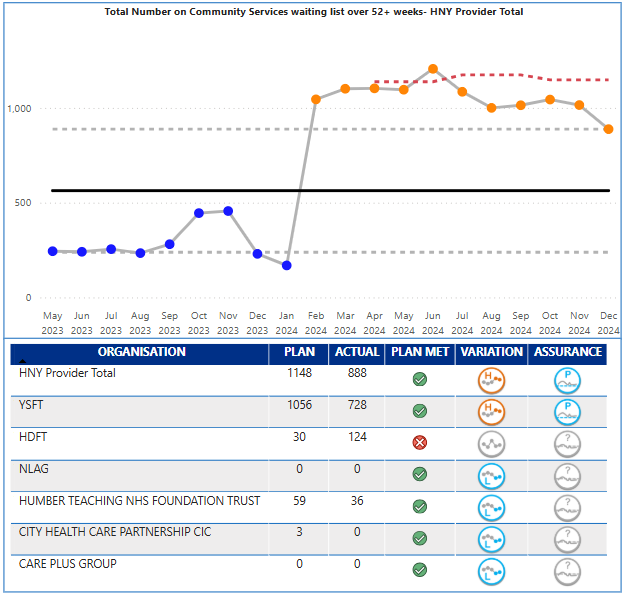 Total Number on Community Services waiting list over 52+ weeks- HNY Provider Total
1,000
500
0
May Jun Jul Aug Sep Oct Nov Dec Jan Feb Mar Apr May Jun Jul Aug Sep Oct Nov Dec
2023 2023 2023 2023 2023 2023 2023 2023 2024 2024 2024 2024 2024 2024 2024 2024 2024 2024 2024 2024
ORGANISATION PLAN ACTUAL PLAN MET VARIATION ASSURANCE
HNY Provider Total 1148 888 H P
YSFT 1056 728 H P
HDFT 30 124 ?
NLAG 0 0 L ?
HUMBER TEACHING NHS FOUNDATION TRUST 59 36 L ?
CITY HEALTH CARE PARTNERSHIP CIC 3 0 L ?
CARE PLUS GROUP 0 0 L ?